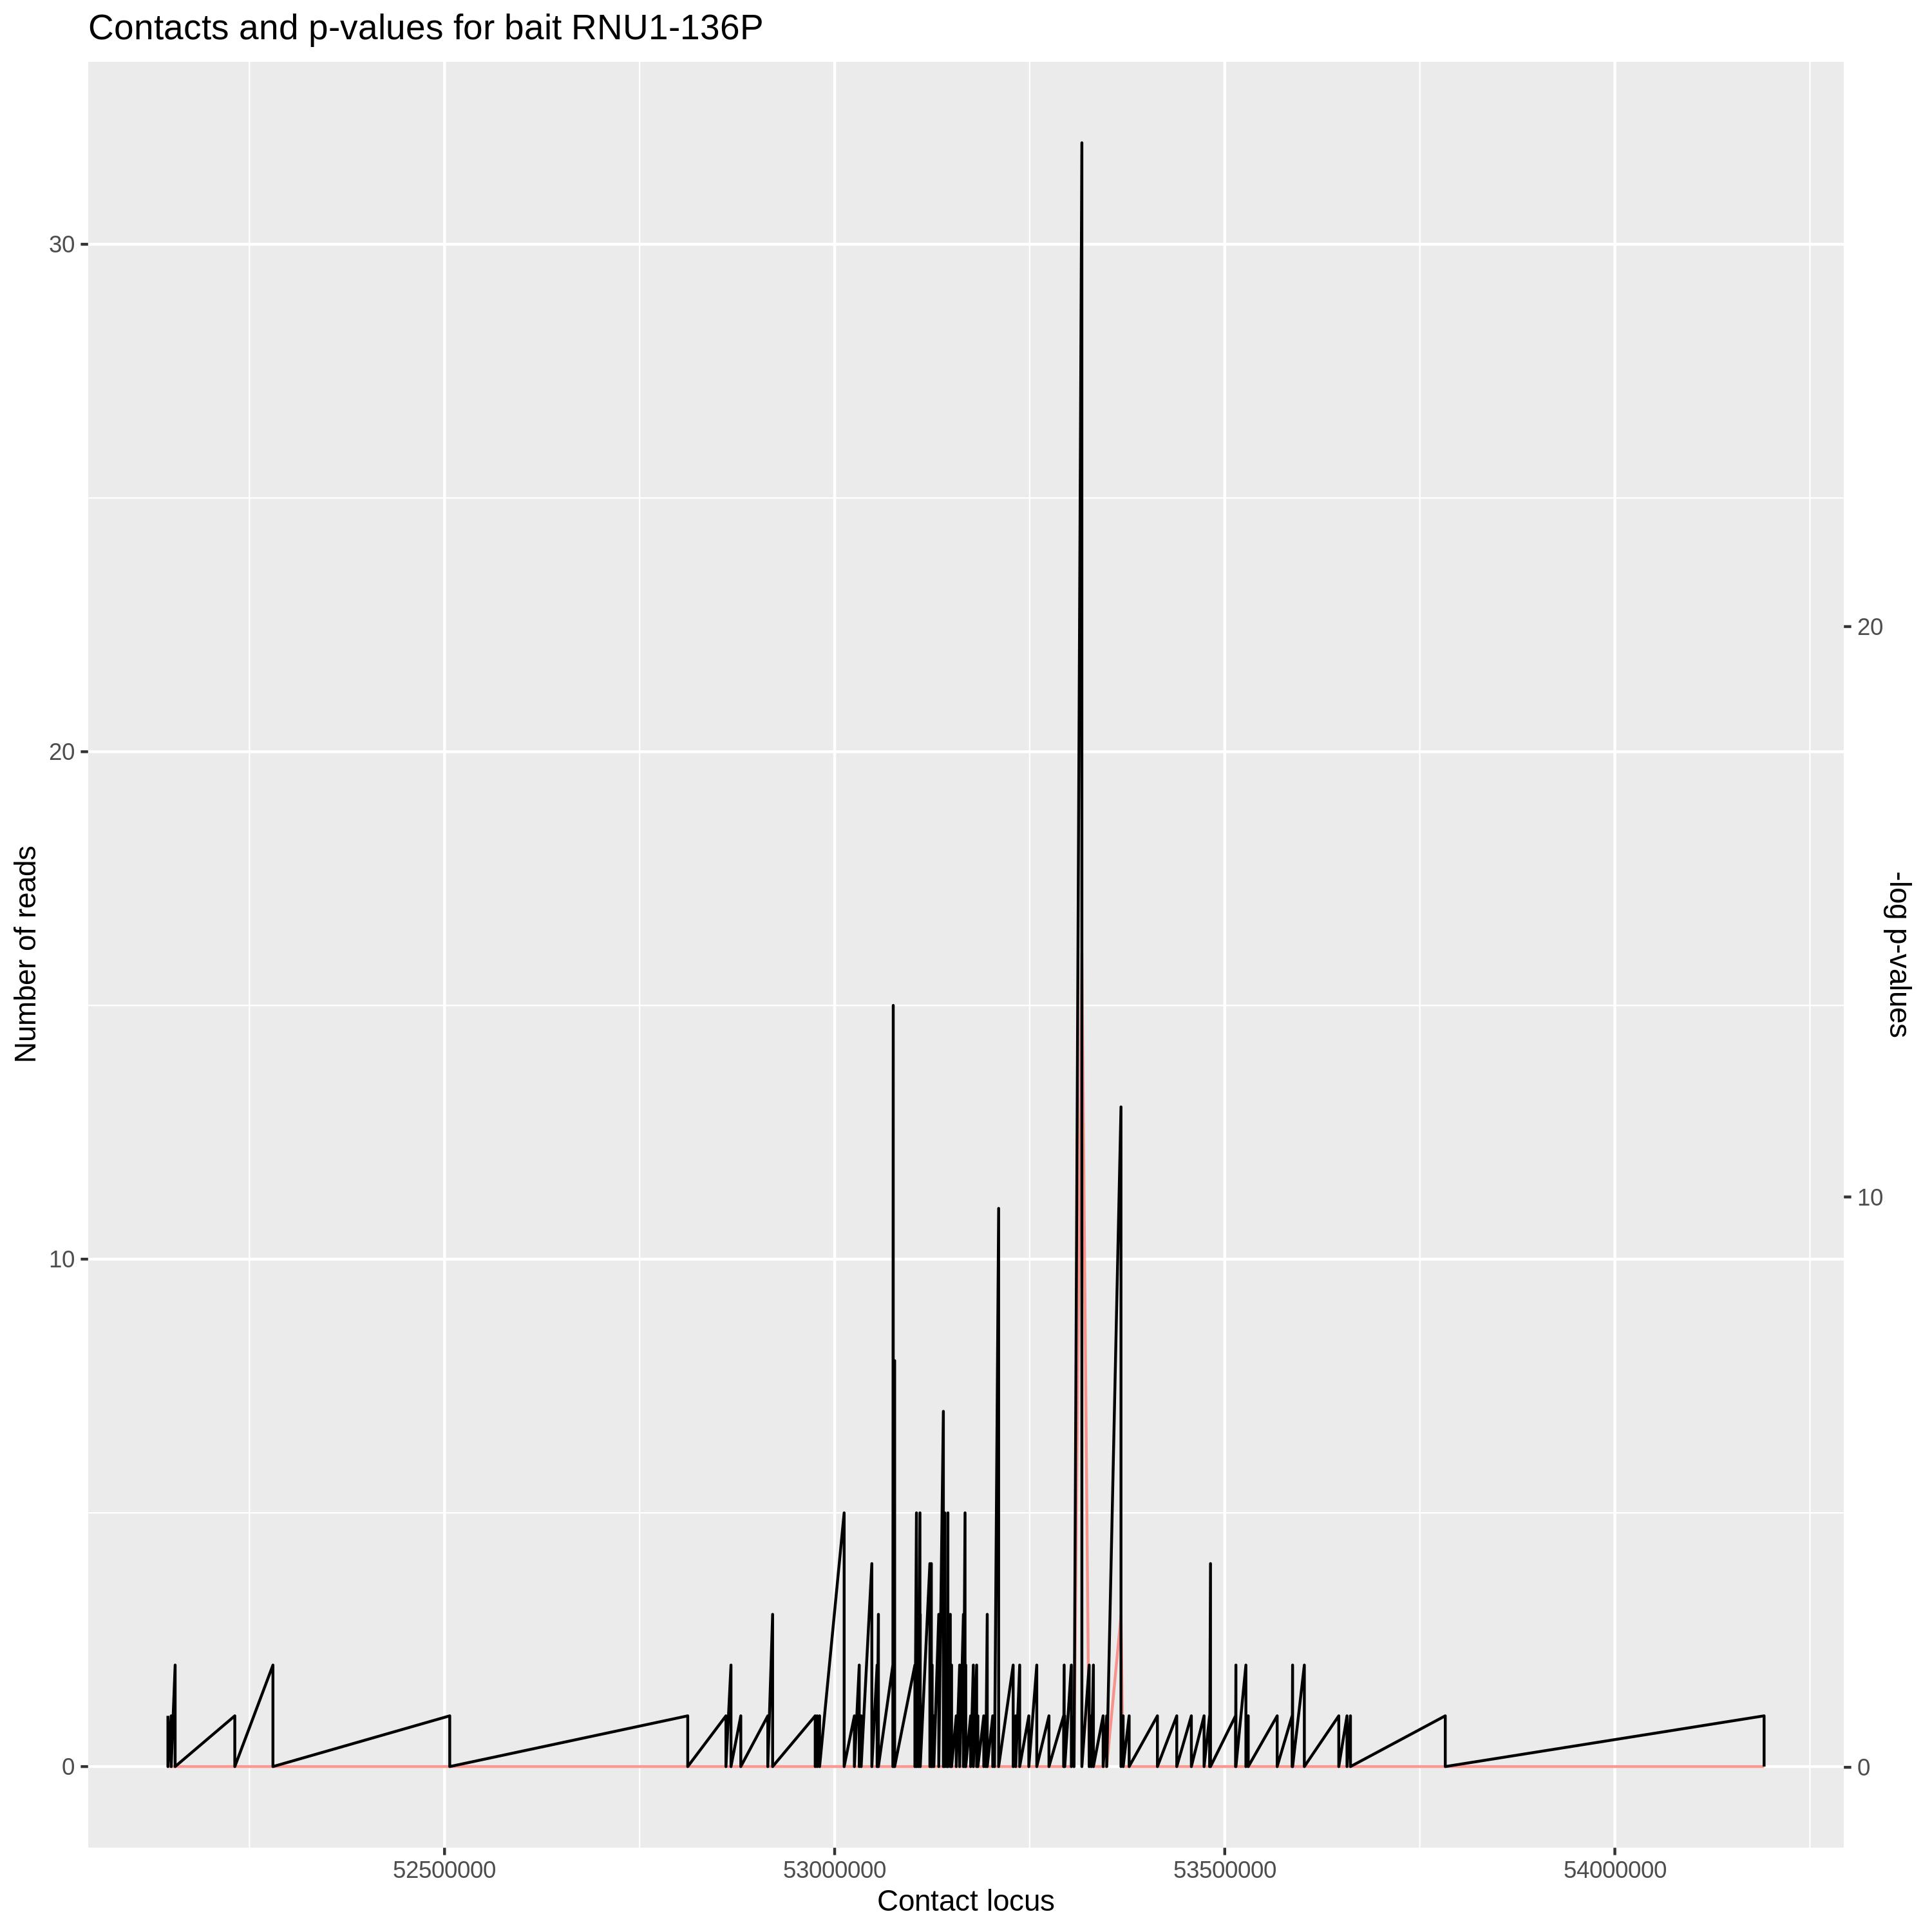 Contacts and p-values for bait RNU1-136P
30
20
10
0
Number of reads
20
10
0
-log p-values
52500000
53000000
53500000
54000000
Contact locus